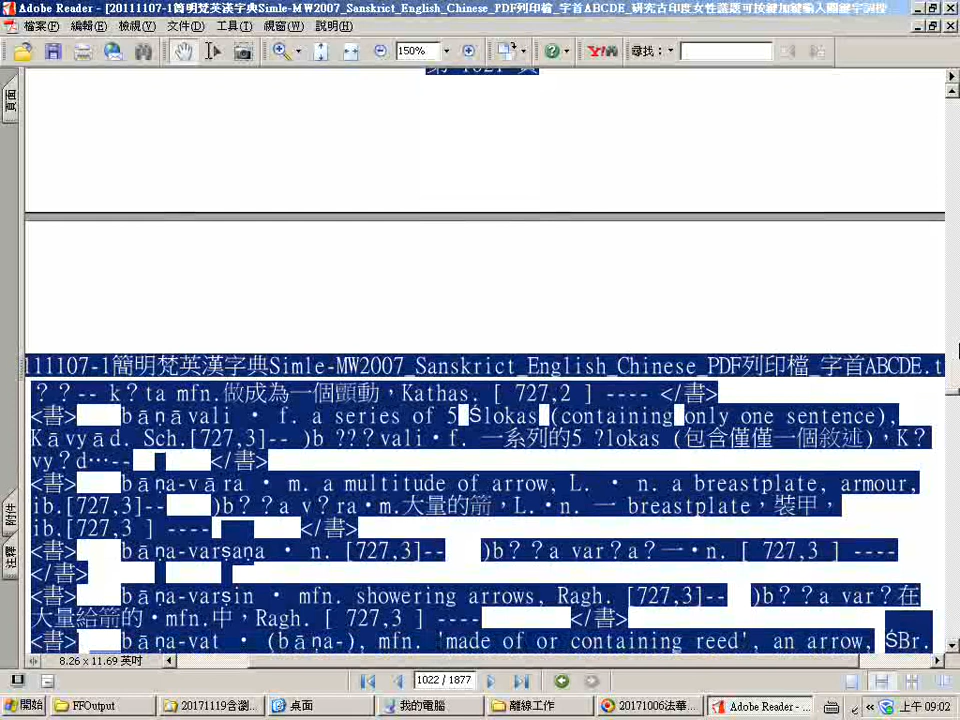 Adobe Reader - [20111107-1簡明梵英漢字典Simle-MW2007_Sanskrict_English_Chinese_PDF列印檔_字首ABCDE_研究古印度女性議題可按鍵加鍵輸入關鍵字詞搜
檔案(F) 編輯(E) 檢視(V) 文件(D) 工具(T) 視窗(W) 說明(H)
150% 尋找：
頁面
第 1021 頁
111107-1簡明梵英漢字典Simle-MW2007_Sanskrict_English_Chinese_PDF列印檔_字首ABCDE.t
？？-- k？ta mfn.做成為一個顫動，Kathas. [ 727,2 ] ---- </書>
<書> bāṇāvali • f. a series of 5 Ślokas (containing only one sentence),
Kāvyād. Sch.[727,3]-- )b ???vali•f. 一系列的5 ?lokas (包含僅僅一個敘述)，K？
vy？d…-- </書>
<書> bāṇa-vāra • m. a multitude of arrow, L. • n. a breastplate, armour,
ib.[727,3]-- )b？？a v？ra•m.大量的箭，L.•n. 一 breastplate，裝甲，
ib.[727,3 ] ---- </書>
<書> bāṇa-varṣaṇa • n. [727,3]-- )b？？a var？a？一•n. [ 727,3 ] ----
</書>
<書> bāṇa-varṣin • mfn. showering arrows, Ragh. [727,3]-- )b？？a var？在
大量給箭的•mfn.中，Ragh. [ 727,3 ] ---- </書>
<書> bāṇa-vat • (bāṇa-), mfn. 'made of or containing reed', an arrow, ŚBr.
附件
注釋
8.26 x 11.69 英吋
1022 / 1877
開始 FFOutput 20171119含瀏... 桌面 我的電腦 離線工作 20171006法華... Adobe Reader -... 上午 09:02